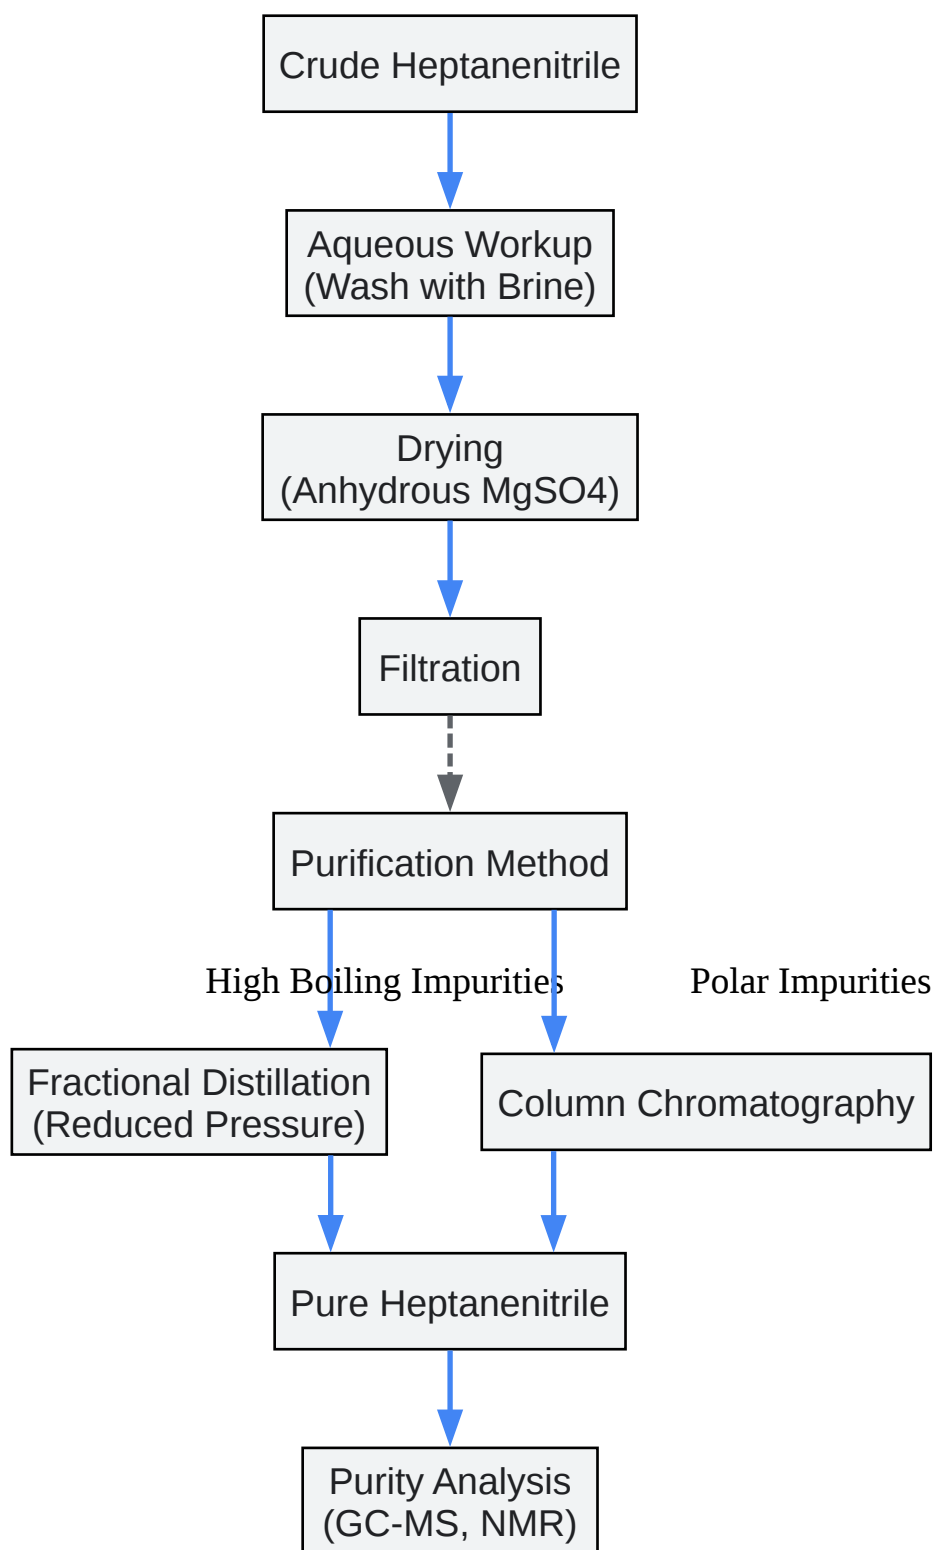 Crude Heptanenitrile
Aqueous Workup
(Wash with Brine)
Drying
(Anhydrous MgSO4)
Filtration
Purification Method
High Boiling Impurities
Polar Impurities
Fractional Distillation
(Reduced Pressure)
Column Chromatography
Pure Heptanenitrile
Purity Analysis
(GC-MS, NMR)